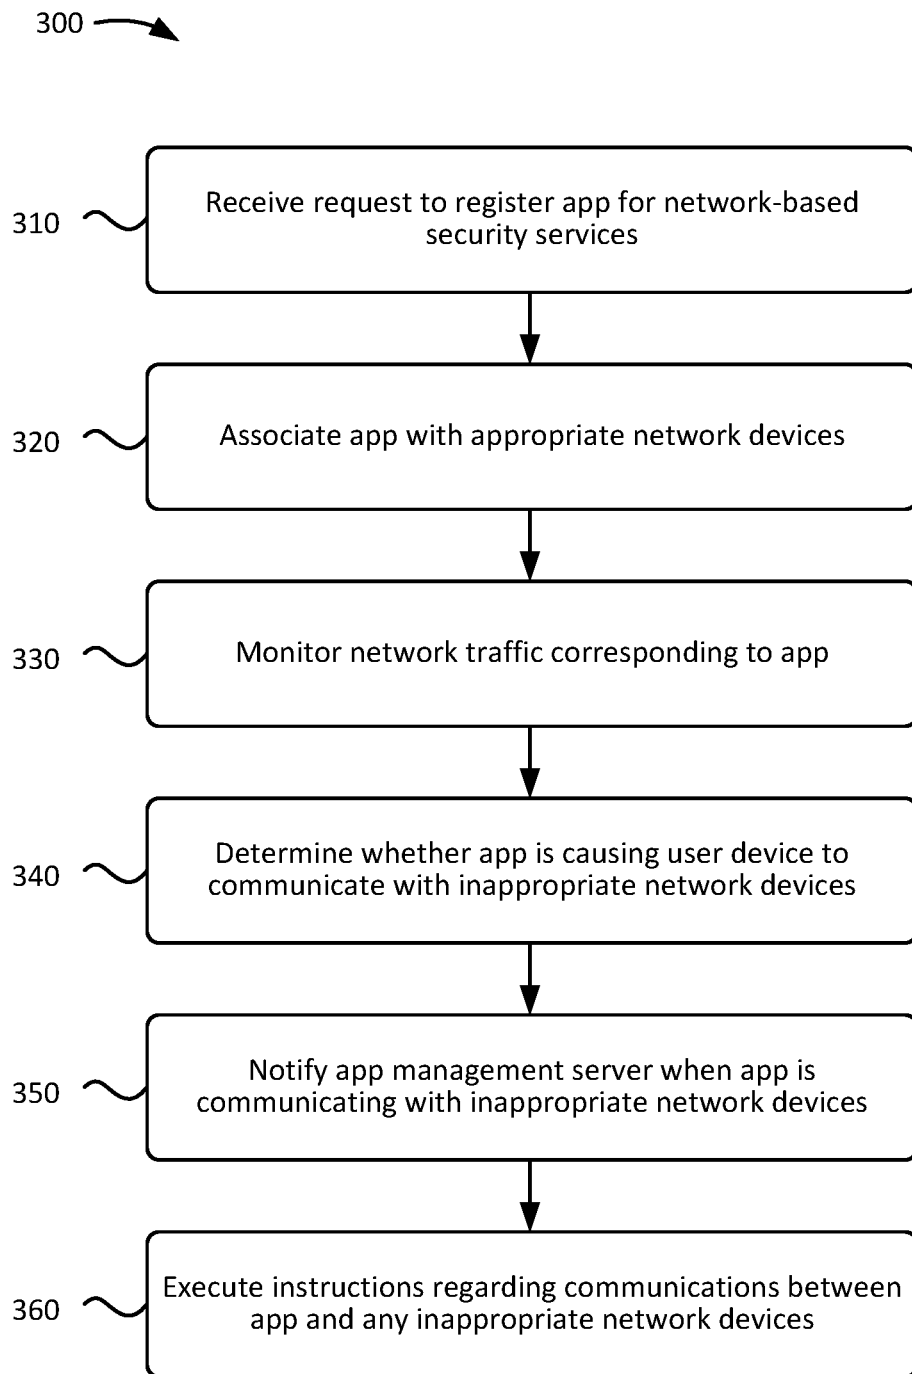 300
310
Receive request to register app for network-based
security services
320
Associate app with appropriate network devices
330
Monitor network traffic corresponding to app
340
Determine whether app is causing user device to
communicate with inappropriate network devices
350
Notify app management server when app is
communicating with inappropriate network devices
360
Execute instructions regarding communications between
app and any inappropriate network devices